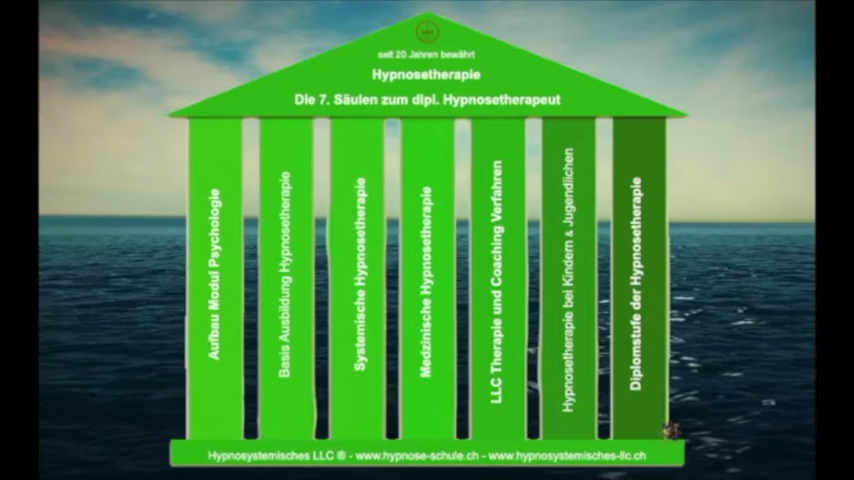 seit 20 Jahren bewährt
Hypnosetherapie
Die 7. Säulen zum dipl. Hypnosetherapeut
Aufbau Modul Psychologie
Basis Ausbildung Hypnosetherapie
Systemische Hypnosetherapie
Medzinische Hypnosetherapie
LLC Therapie und Coaching Verfahren
Hypnosetherapie bei Kindern & Jugendlichen
Diplomstufe der Hypnosetherapie
Hypnosystemisches LLC ® - www.hypnose-schule.ch - www.hypnosystemisches-llc.ch